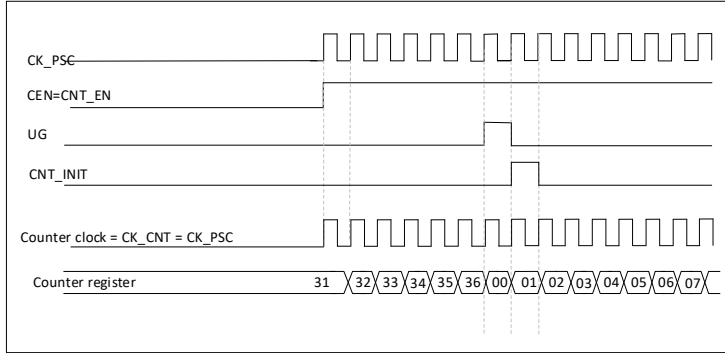 CK_PSC
CEN=CNT_EN
UG
CNT_INIT
Counter clock = CK_CNT = CK_PSC
Counter register 31 32 33 34 35 36 00 01 02 03 04 05 06 07